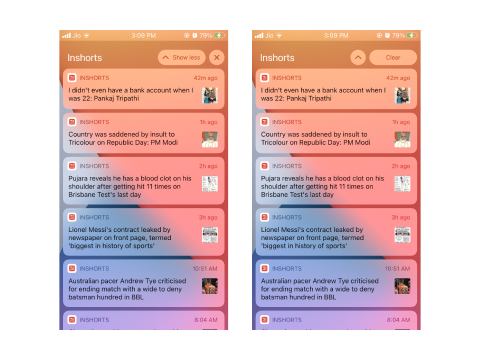 Jio 3:09 PM 79%
Inshorts Show less
INSHORTS 42m ago
I didn't even have a bank account when I
was 22: Pankaj Tripathi
INSHORTS 1h ago
Country was saddened by insult to
Tricolour on Republic Day: PM Modi
INSHORTS 2h ago
Pujara reveals he has a blood clot on his
shoulder after getting hit 11 times on
Brisbane Test's last day
INSHORTS 3h ago
Lionel Messi's contract leaked by
newspaper on front page, termed
'biggest in history of sports'
INSHORTS 10:51 AM
Australian pacer Andrew Tye criticised
for ending match with a wide to deny
batsman hundred in BBL
INSHORTS 8:04 AM
Jio 3:09 PM 79%
Inshorts Clear
INSHORTS 42m ago
I didn't even have a bank account when I
was 22: Pankaj Tripathi
INSHORTS 1h ago
Country was saddened by insult to
Tricolour on Republic Day: PM Modi
INSHORTS 2h ago
Pujara reveals he has a blood clot on his
shoulder after getting hit 11 times on
Brisbane Test's last day
INSHORTS 3h ago
Lionel Messi's contract leaked by
newspaper on front page, termed
'biggest in history of sports'
INSHORTS 10:51 AM
Australian pacer Andrew Tye criticised
for ending match with a wide to deny
batsman hundred in BBL
INSHORTS 8:04 AM